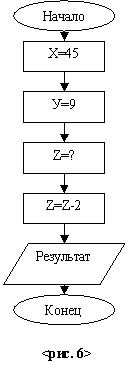 Начало
X=45
У=9
Z=?
Z=Z-2
Результат
Конец
<рис. 6>